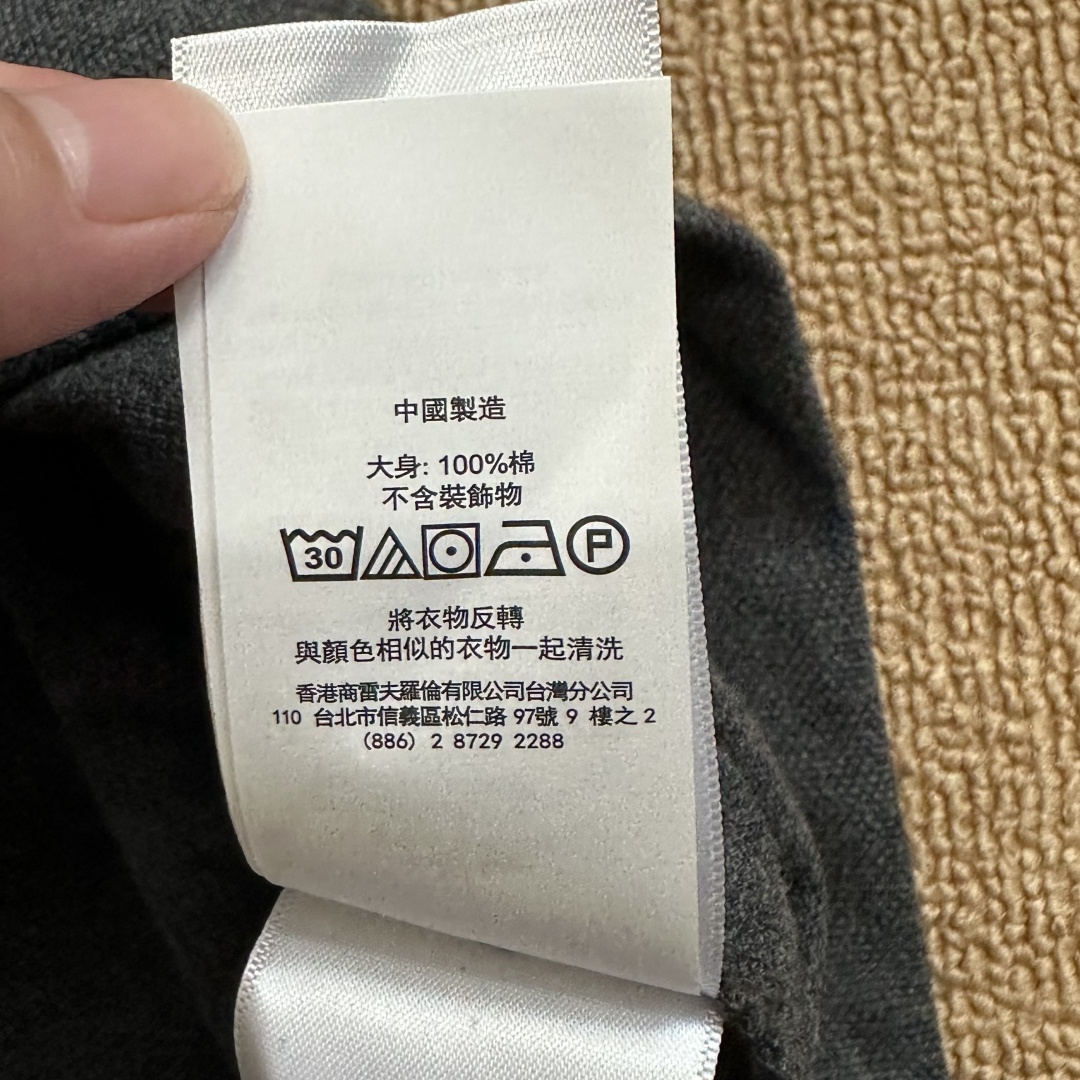 中國製造
大身: 100%棉
不含裝飾物
30 P
將衣物反轉
與顏色相似的衣物一起清洗
香港商雷夫羅倫有限公司台灣分公司
110 台北市信義區松仁路 97號 9 樓之 2
(886) 2 8729 2288